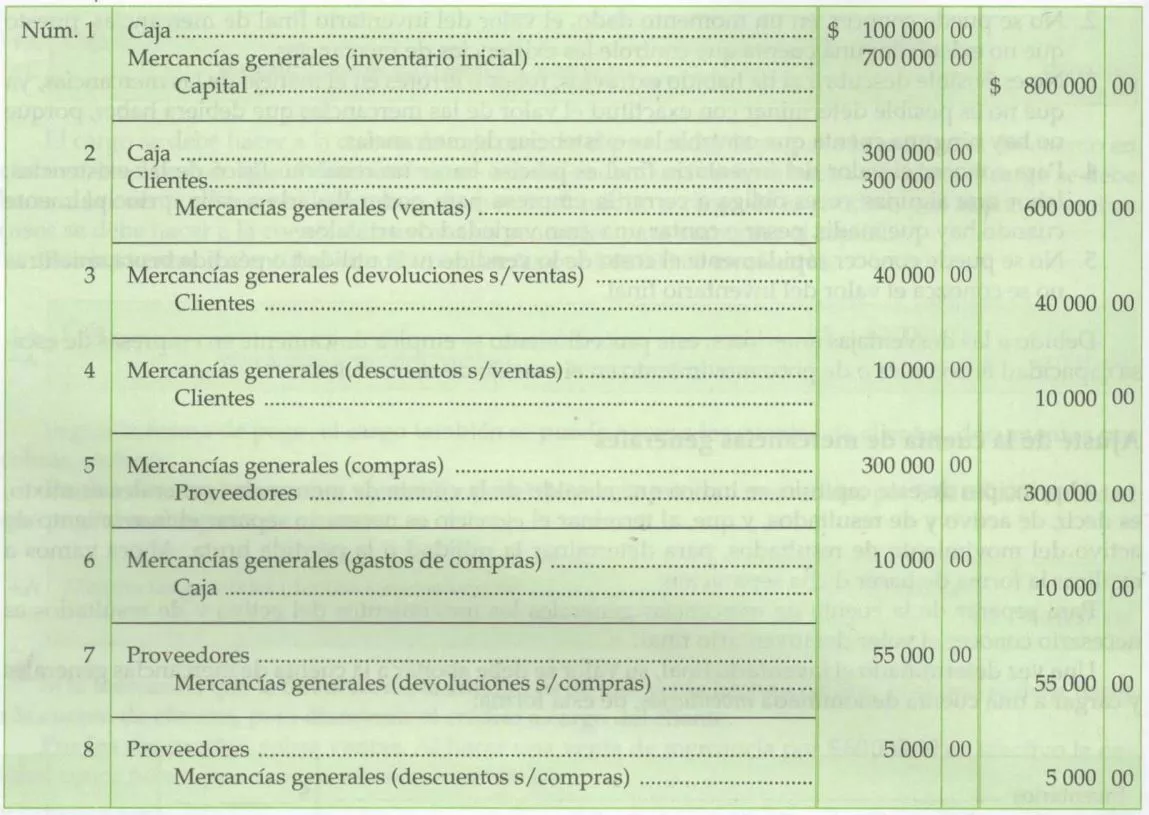 Núm. 1 Caja $ 100 000 00
Mercancías generales (inventario inicial) 700 000 00
Capital $ 800 000 00
2 Caja 300 000 00
Clientes 300 000 00
Mercancías generales (ventas) 600 000 00
3 Mercancías generales (devoluciones s/ventas) 40 000 00
Clientes 40 000 00
4 Mercancías generales (descuentos s/ventas) 10 000 00
Clientes 10 000 00
5 Mercancías generales (compras) 300 000 00
Proveedores 300 000 00
6 Mercancías generales (gastos de compras) 10 000 00
Caja 10 000 00
7 Proveedores 55 000 00
Mercancías generales (devoluciones s/compras) 55 000 00
8 Proveedores 5 000 00
Mercancías generales (descuentos s/compras) 5 000 00